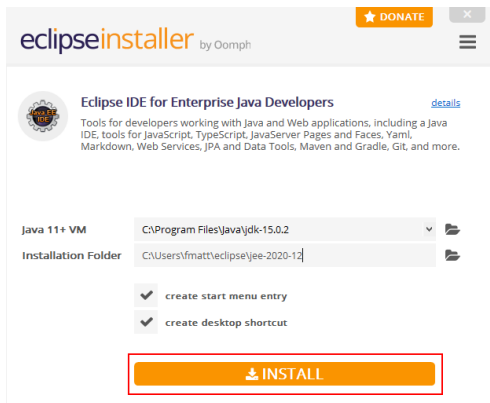 DONATE
eclipseinstaller by Oomph
Java EE
IDE
Eclipse IDE for Enterprise Java Developers
details
Tools for developers working with Java and Web applications, including a Java
IDE, tools for JavaScript, TypeScript, JavaServer Pages and Faces, Yaml,
Markdown, Web Services, JPA and Data Tools, Maven and Gradle, Git, and more.
Java 11+ VM
C:\Program Files\Java\jdk-15.0.2
Installation Folder
C:\Users\fmatt\eclipse\jee-2020-12
create start menu entry
create desktop shortcut
INSTALL